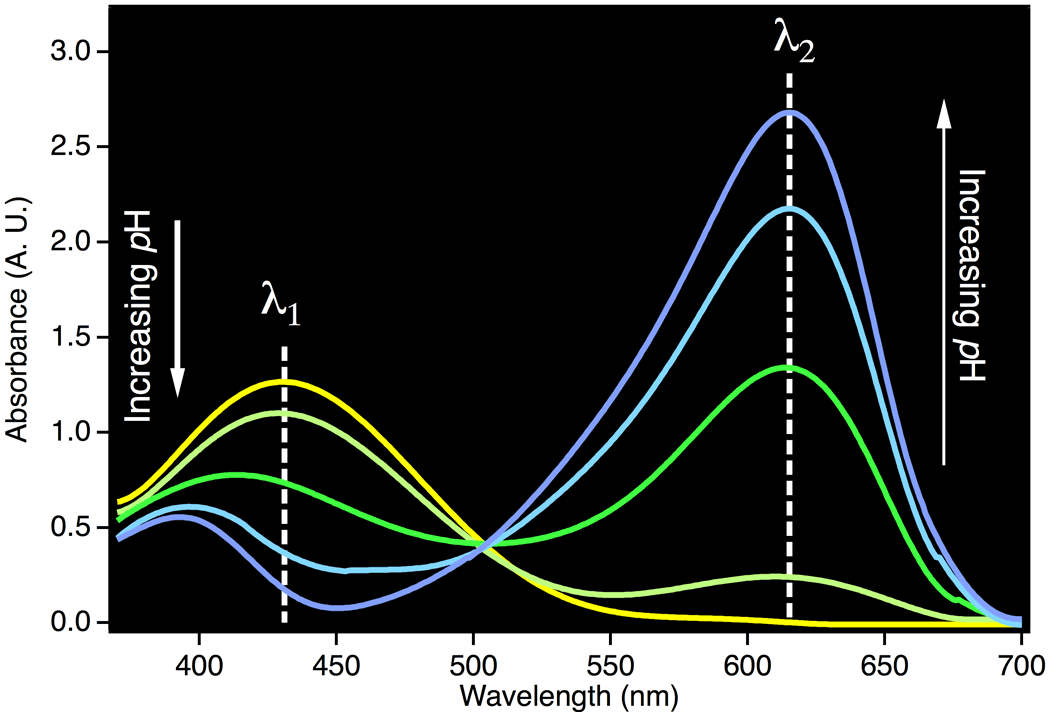 λ2
3.0
2.5
2.0
1.5
1.0
0.5
0.0
Absorbance (A. U.)
Increasing pH
λ1
Increasing pH
400 450 500 550 600 650 700
Wavelength (nm)